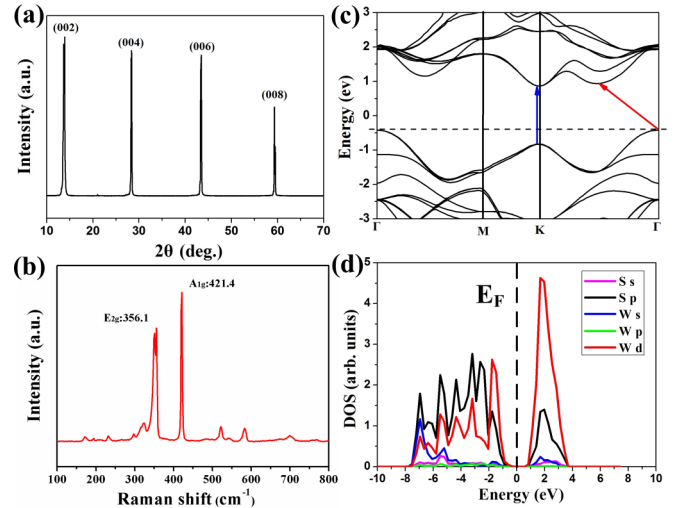 (a)
(002)
(004)
(006)
(008)
Intensity (a.u.)
10 20 30 40 50 60 70
2θ (deg.)
(c)
3
2
1
0
-1
-2
-3
Energy (ev)
Γ M K Γ
(b)
A1g:421.4
E2g:356.1
Intensity (a.u.)
100 200 300 400 500 600 700 800
Raman shift (cm-1)
(d)
5
4
3
2
1
0
DOS (arb. units)
EF
S s
S p
W s
W p
W d
-10 -8 -6 -4 -2 0 2 4 6 8 10
Energy (eV)